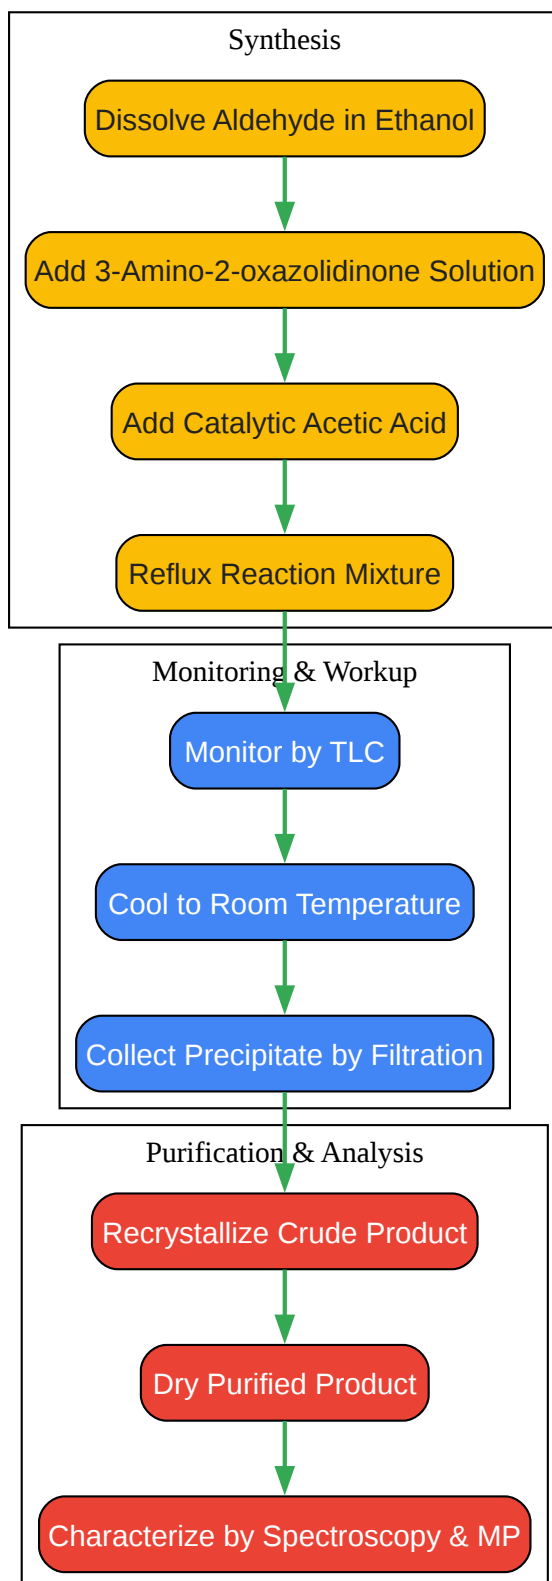 Synthesis
Dissolve Aldehyde in Ethanol
Add 3-Amino-2-oxazolidinone Solution
Add Catalytic Acetic Acid
Reflux Reaction Mixture
Monitoring & Workup
Monitor by TLC
Cool to Room Temperature
Collect Precipitate by Filtration
Purification & Analysis
Recrystallize Crude Product
Dry Purified Product
Characterize by Spectroscopy & MP